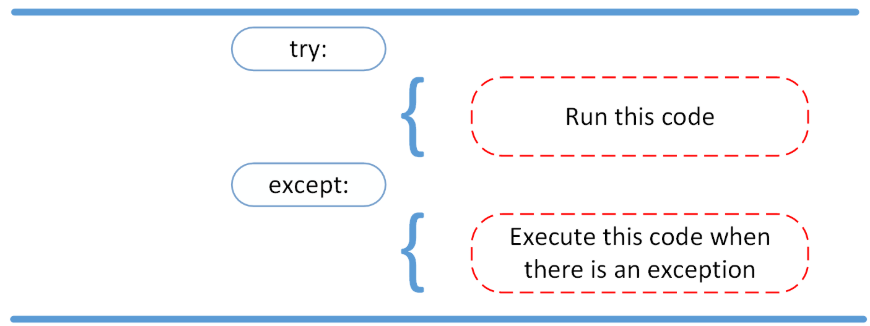 try:
Run this code
except:
Execute this code when
there is an exception